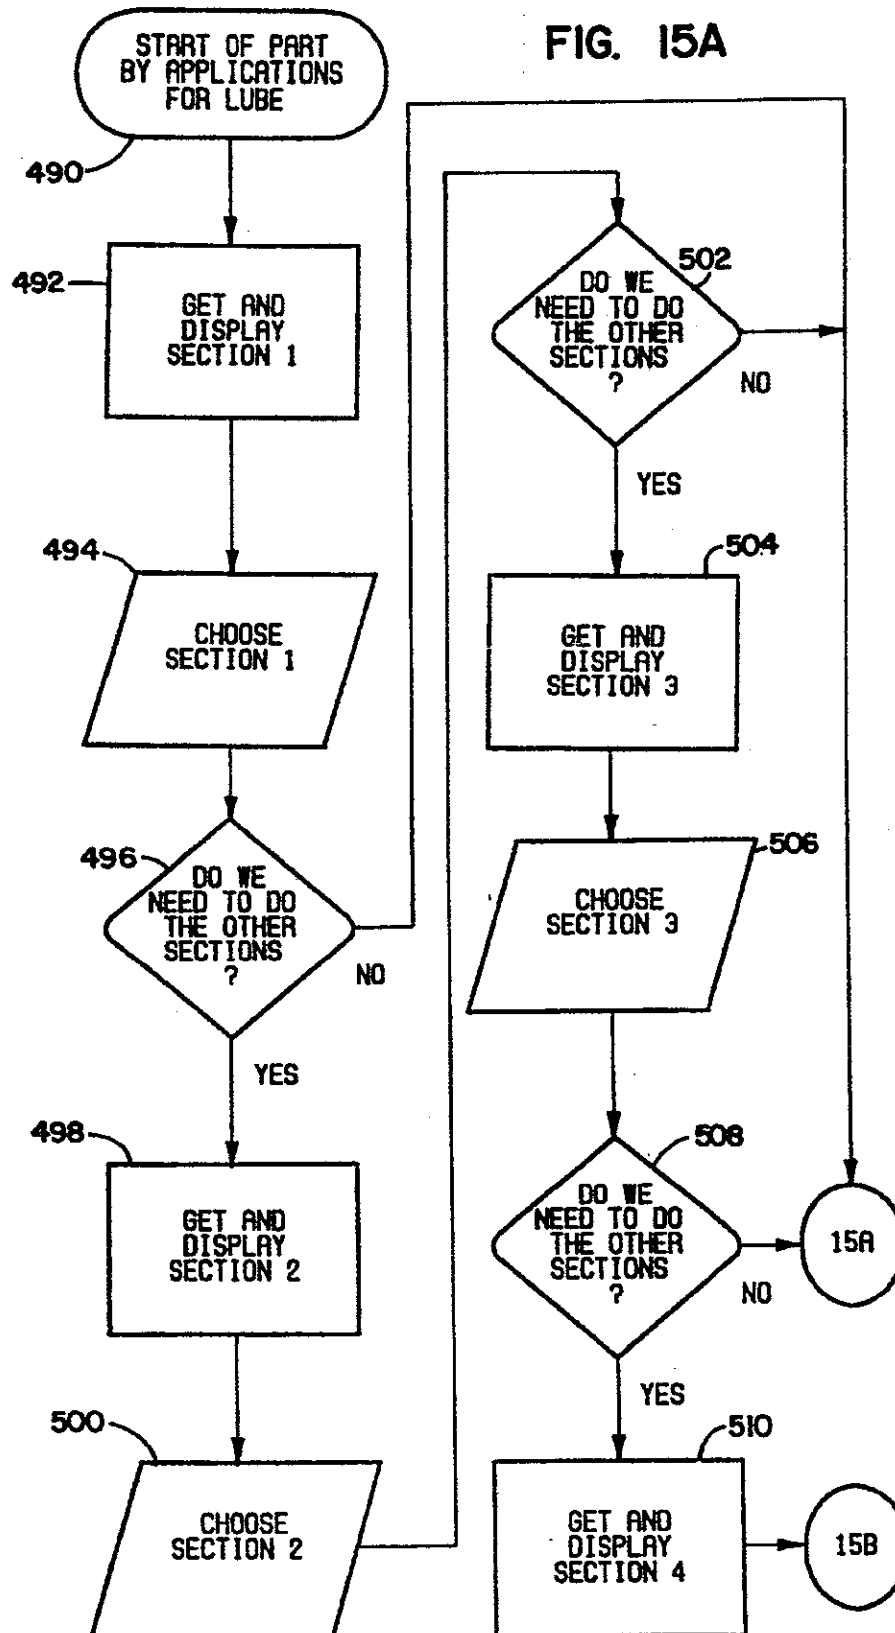 FIG. 15A
START OF PART
BY APPLICATIONS
FOR LUBE
490
492
GET AND
DISPLAY
SECTION 1
494
CHOOSE
SECTION 1
496
DO WE
NEED TO DO
THE OTHER
SECTIONS
?
NO
YES
498
GET AND
DISPLAY
SECTION 2
500
CHOOSE
SECTION 2
502
DO WE
NEED TO DO
THE OTHER
SECTIONS
?
NO
YES
504
GET AND
DISPLAY
SECTION 3
506
CHOOSE
SECTION 3
508
DO WE
NEED TO DO
THE OTHER
SECTIONS
?
NO
15A
YES
510
GET AND
DISPLAY
SECTION 4
15B